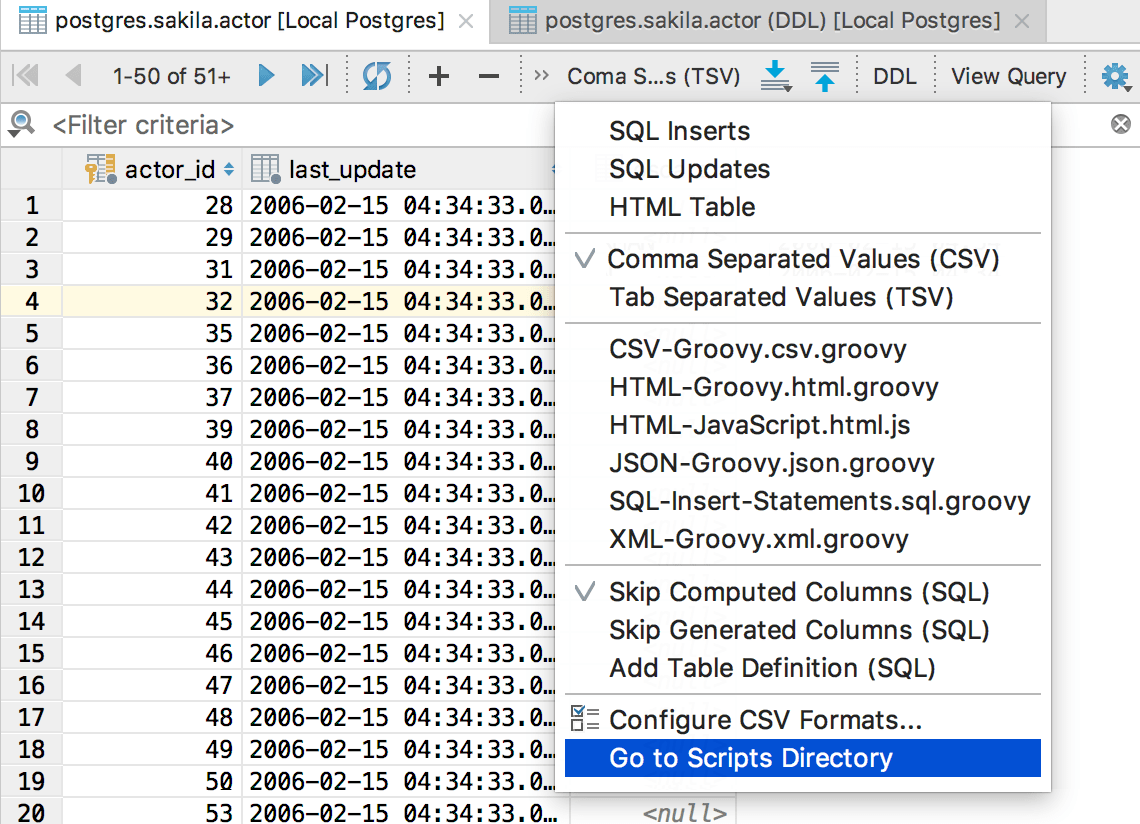 postgres.sakila.actor [Local Postgres] postgres.sakila.actor (DDL) [Local Postgres]
1-50 of 51+ Coma S...s (TSV) DDL View Query
<Filter criteria>
actor_id last_update
1 28 2006-02-15 04:34:33.0…
2 29 2006-02-15 04:34:33.0…
3 31 2006-02-15 04:34:33.0…
4 32 2006-02-15 04:34:33.0…
5 35 2006-02-15 04:34:33.0…
6 36 2006-02-15 04:34:33.0…
7 37 2006-02-15 04:34:33.0…
8 39 2006-02-15 04:34:33.0…
9 40 2006-02-15 04:34:33.0…
10 41 2006-02-15 04:34:33.0…
11 42 2006-02-15 04:34:33.0…
12 43 2006-02-15 04:34:33.0…
13 44 2006-02-15 04:34:33.0…
14 45 2006-02-15 04:34:33.0…
15 46 2006-02-15 04:34:33.0…
16 47 2006-02-15 04:34:33.0…
17 48 2006-02-15 04:34:33.0…
18 49 2006-02-15 04:34:33.0…
19 50 2006-02-15 04:34:33.0…
20 53 2006-02-15 04:34:33.0… <null>
SQL Inserts
SQL Updates
HTML Table
Comma Separated Values (CSV)
Tab Separated Values (TSV)
CSV-Groovy.csv.groovy
HTML-Groovy.html.groovy
HTML-JavaScript.html.js
JSON-Groovy.json.groovy
SQL-Insert-Statements.sql.groovy
XML-Groovy.xml.groovy
Skip Computed Columns (SQL)
Skip Generated Columns (SQL)
Add Table Definition (SQL)
Configure CSV Formats...
Go to Scripts Directory